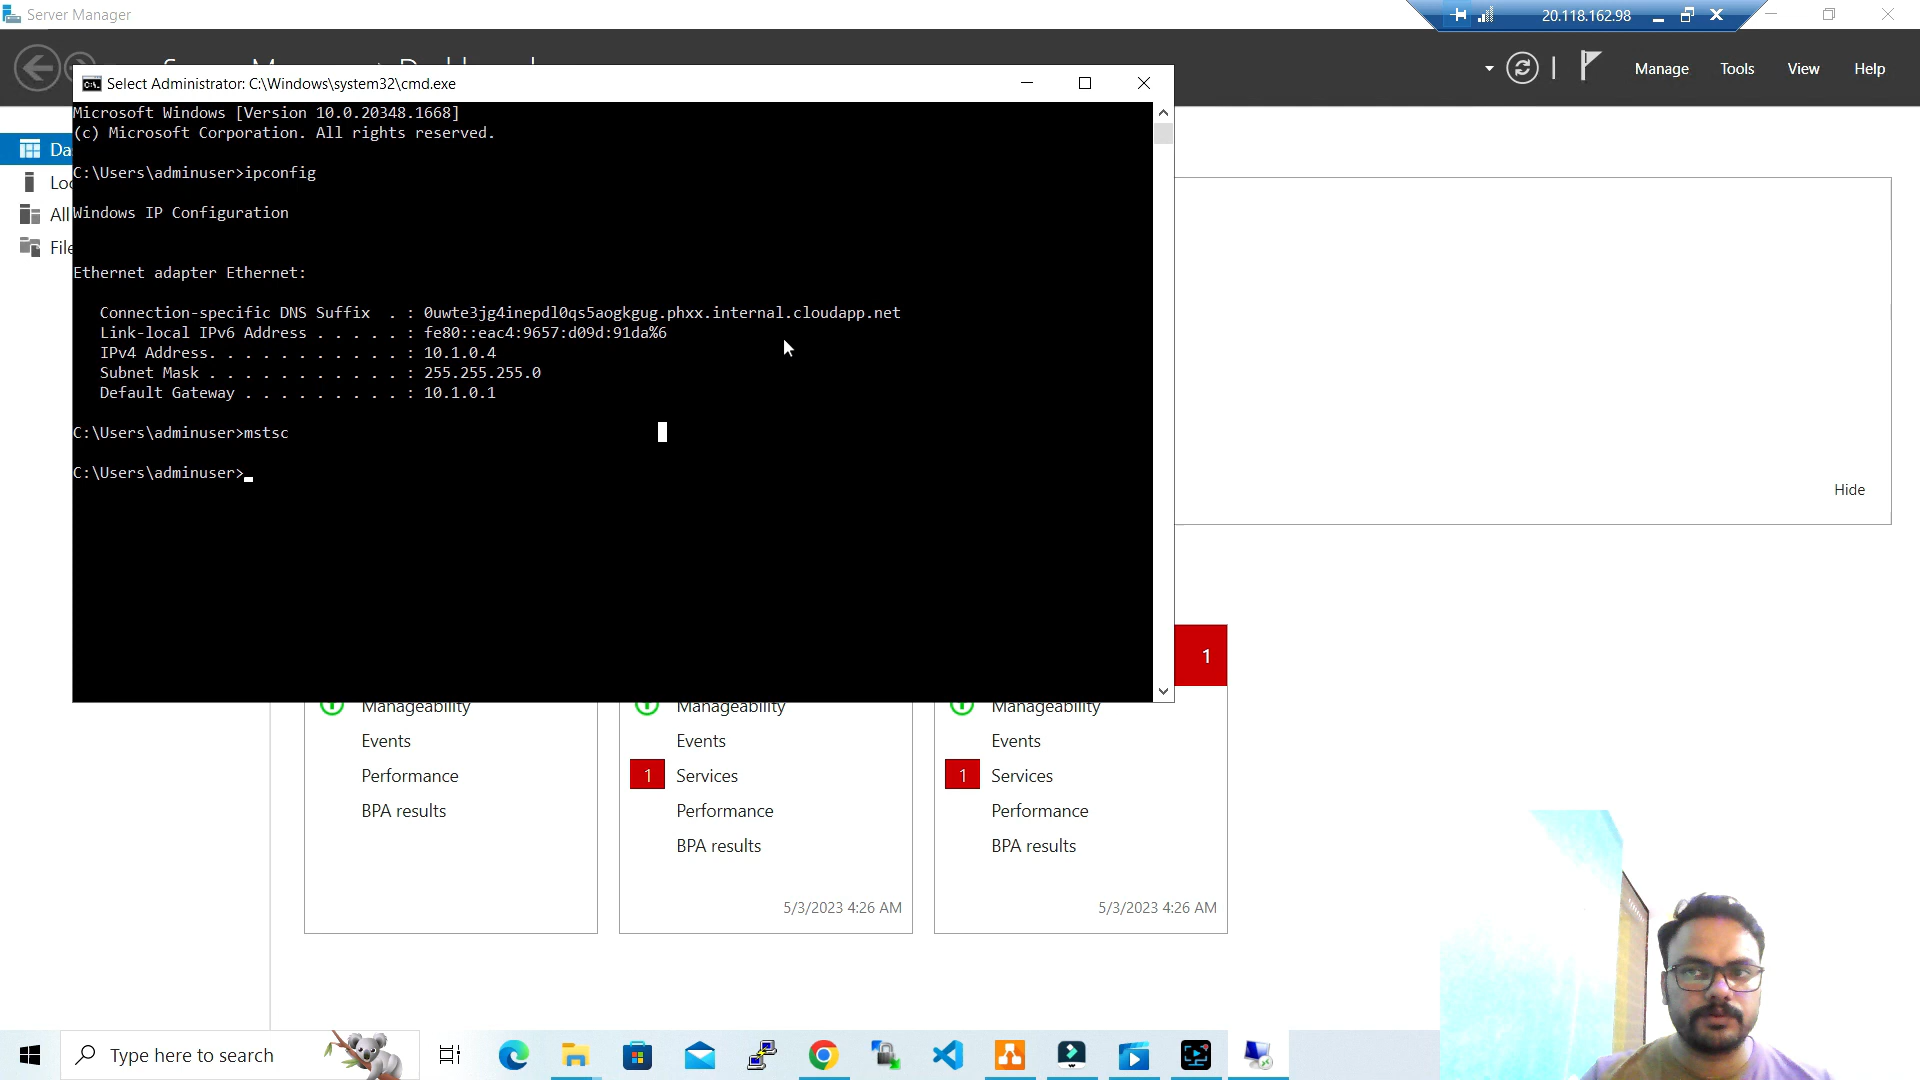 Server Manager
20.118.162.98
Manage Tools View Help
Select Administrator: C:\Windows\system32\cmd.exe
Microsoft Windows [Version 10.0.20348.1668]
(c) Microsoft Corporation. All rights reserved.
C:\Users\adminuser>ipconfig
Windows IP Configuration
Ethernet adapter Ethernet:
Connection-specific DNS Suffix  . : 0uwte3jg4inepdl0qs5aogkgug.phxx.internal.cloudapp.net
Link-local IPv6 Address . . . . . : fe80::eac4:9657:d09d:91da%6
IPv4 Address. . . . . . . . . . . : 10.1.0.4
Subnet Mask . . . . . . . . . . . : 255.255.255.0
Default Gateway . . . . . . . . . : 10.1.0.1
C:\Users\adminuser>mstsc
C:\Users\adminuser>
Da
Loc
All
File
Hide
1
Manageability
Events
Performance
BPA results
Manageability
Events
1 Services
Performance
BPA results
5/3/2023 4:26 AM
Manageability
Events
1 Services
Performance
BPA results
5/3/2023 4:26 AM
Type here to search